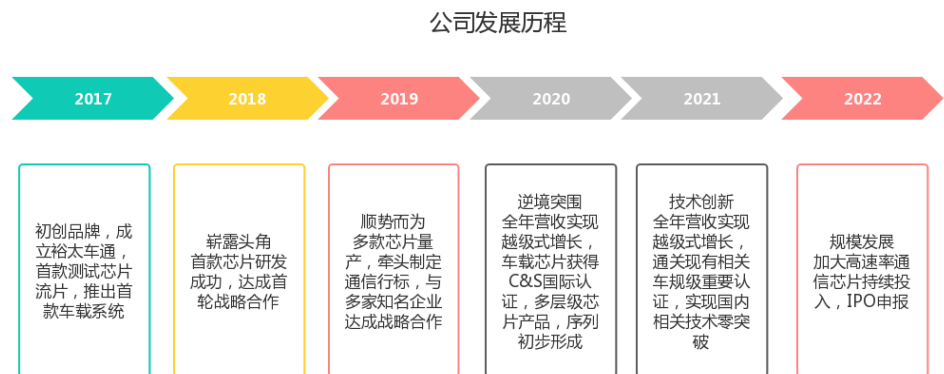 公司发展历程
2017
2018
2019
2020
2021
2022
初创品牌，成
立裕太车通，
首款测试芯片
流片，推出首
款车载系统
崭露头角
首款芯片研发
成功，达成首
轮战略合作
顺势而为
多款芯片量
产，牵头制定
通信行标，与
多家知名企业
达成战略合作
逆境突围
全年营收实现
越级式增长，
车载芯片获得
C&S国际认
证，多层级芯
片产品，序列
初步形成
技术创新
全年营收实现
越级式增长，
通关现有相关
车规级重要认
证，实现国内
相关技术零突
破
规模发展
加大高速率通
信芯片持续投
入，IPO申报